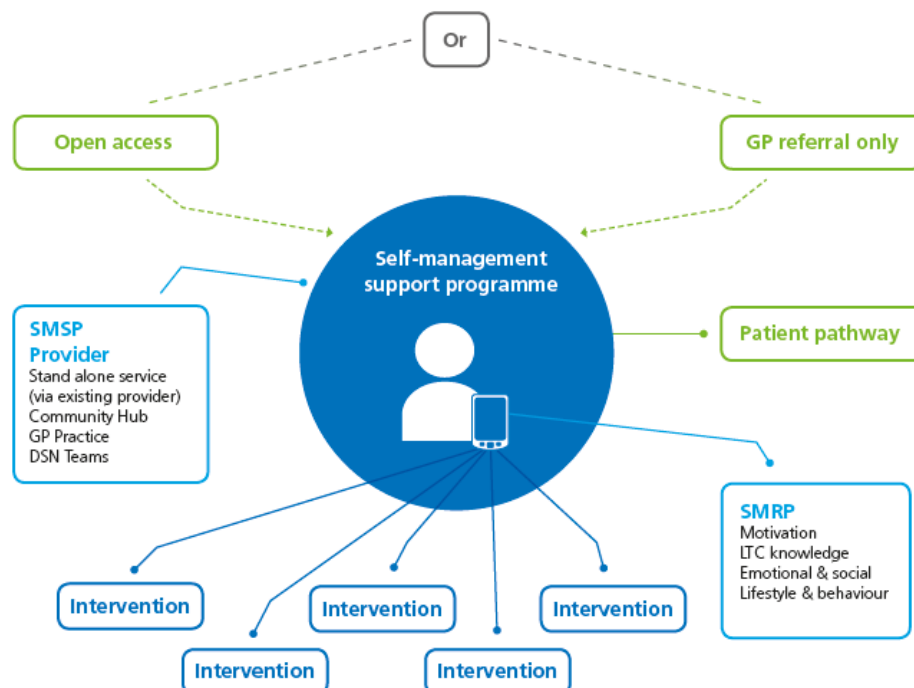 Or
Open access
GP referral only
Self-management
support programme
SMSP
Provider
Stand alone service
(via existing provider)
Community Hub
GP Practice
DSN Teams
Patient pathway
SMRP
Motivation
LTC knowledge
Emotional & social
Lifestyle & behaviour
Intervention
Intervention
Intervention
Intervention
Intervention